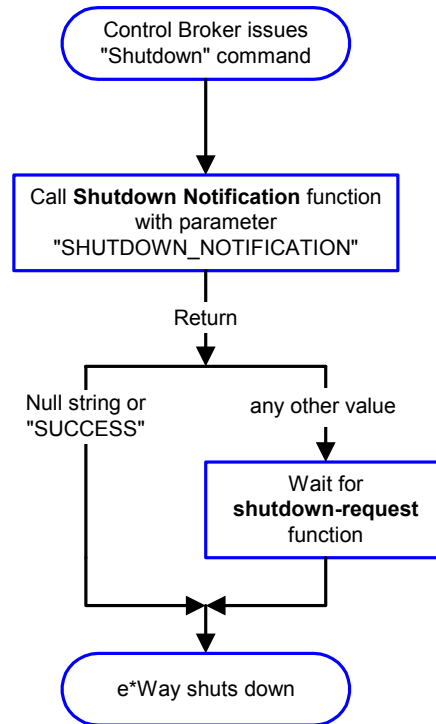 Control Broker issues
"Shutdown" command
Call Shutdown Notification function
with parameter
"SHUTDOWN_NOTIFICATION"
Return
Null string or
"SUCCESS"
any other value
Wait for
shutdown-request
function
e*Way shuts down